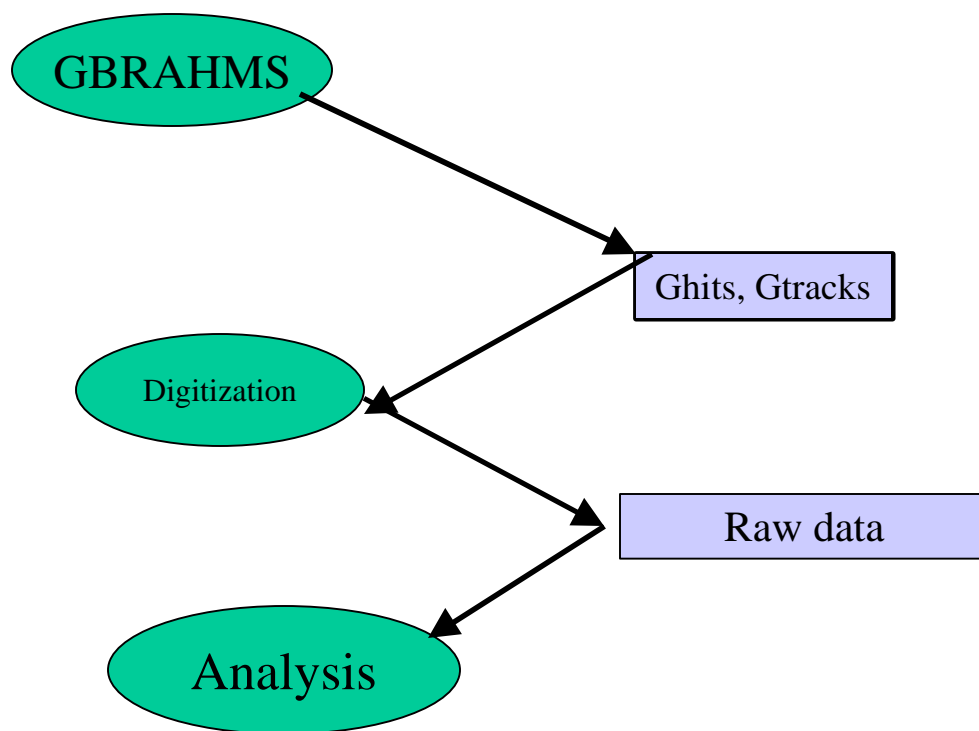 GBRAHMS
Ghits, Gtracks
Digitization
Raw data
Analysis